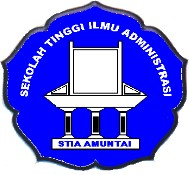 SEKOLAH TINGGI ILMU ADMINISTRASI
STIA AMUNTAI